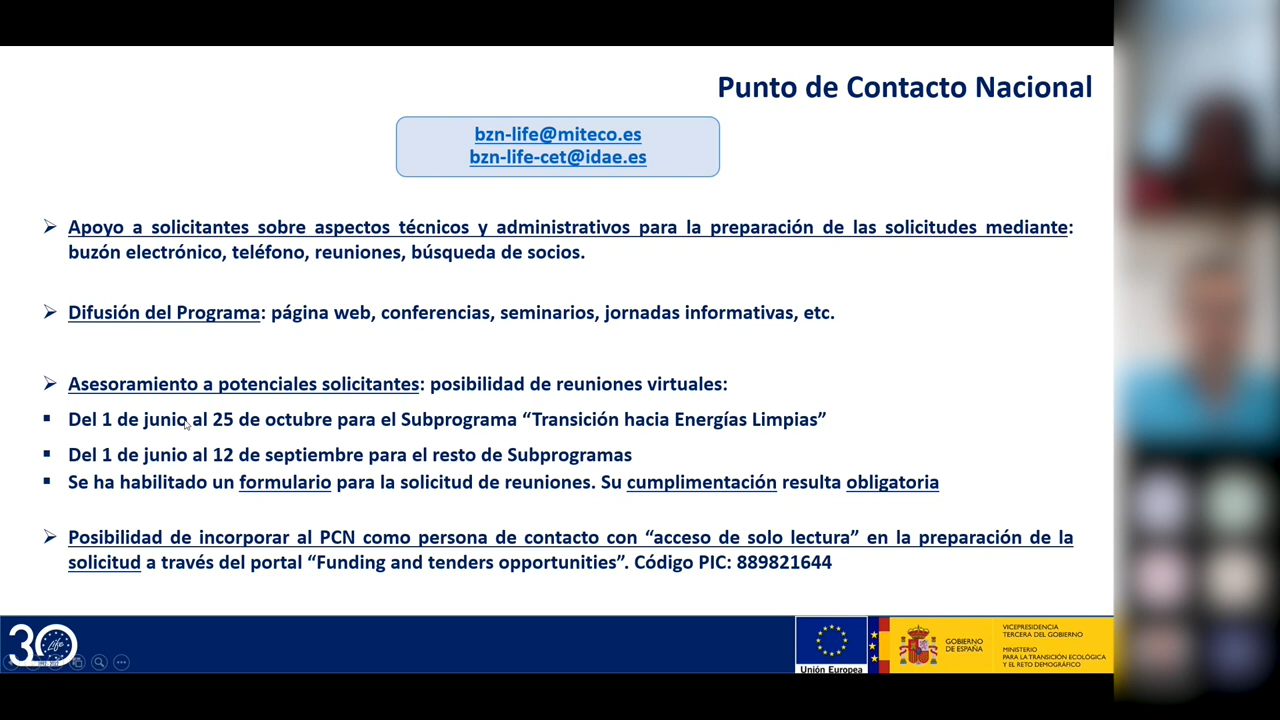 Punto de Contacto Nacional
bzn-life@miteco.es
bzn-life-cet@idae.es
Apoyo a solicitantes sobre aspectos técnicos y administrativos para la preparación de las solicitudes mediante:
buzón electrónico, teléfono, reuniones, búsqueda de socios.
Difusión del Programa: página web, conferencias, seminarios, jornadas informativas, etc.
Asesoramiento a potenciales solicitantes: posibilidad de reuniones virtuales:
Del 1 de junio al 25 de octubre para el Subprograma “Transición hacia Energías Limpias”
Del 1 de junio al 12 de septiembre para el resto de Subprogramas
Se ha habilitado un formulario para la solicitud de reuniones. Su cumplimentación resulta obligatoria
Posibilidad de incorporar al PCN como persona de contacto con “acceso de solo lectura” en la preparación de la
solicitud a través del portal “Funding and tenders opportunities”. Código PIC: 889821644
30
Life
Unión Europea
GOBIERNO
DE ESPAÑA
VICEPRESIDENCIA
TERCERA DEL GOBIERNO
MINISTERIO
PARA LA TRANSICIÓN ECOLÓGICA
Y EL RETO DEMOGRÁFICO